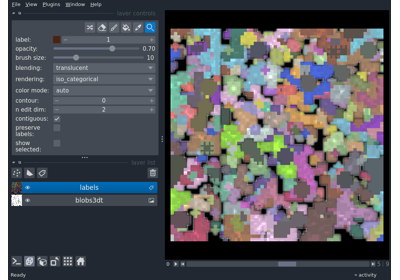 File View Plugins Window Help
layer controls
label: 1
opacity: 0.70
brush size: 10
blending: translucent
rendering: iso_categorical
color mode: auto
contour: 0
n edit dim: 2
contiguous:
preserve
labels:
show
selected:
layer list
labels
blobs3dt
activity